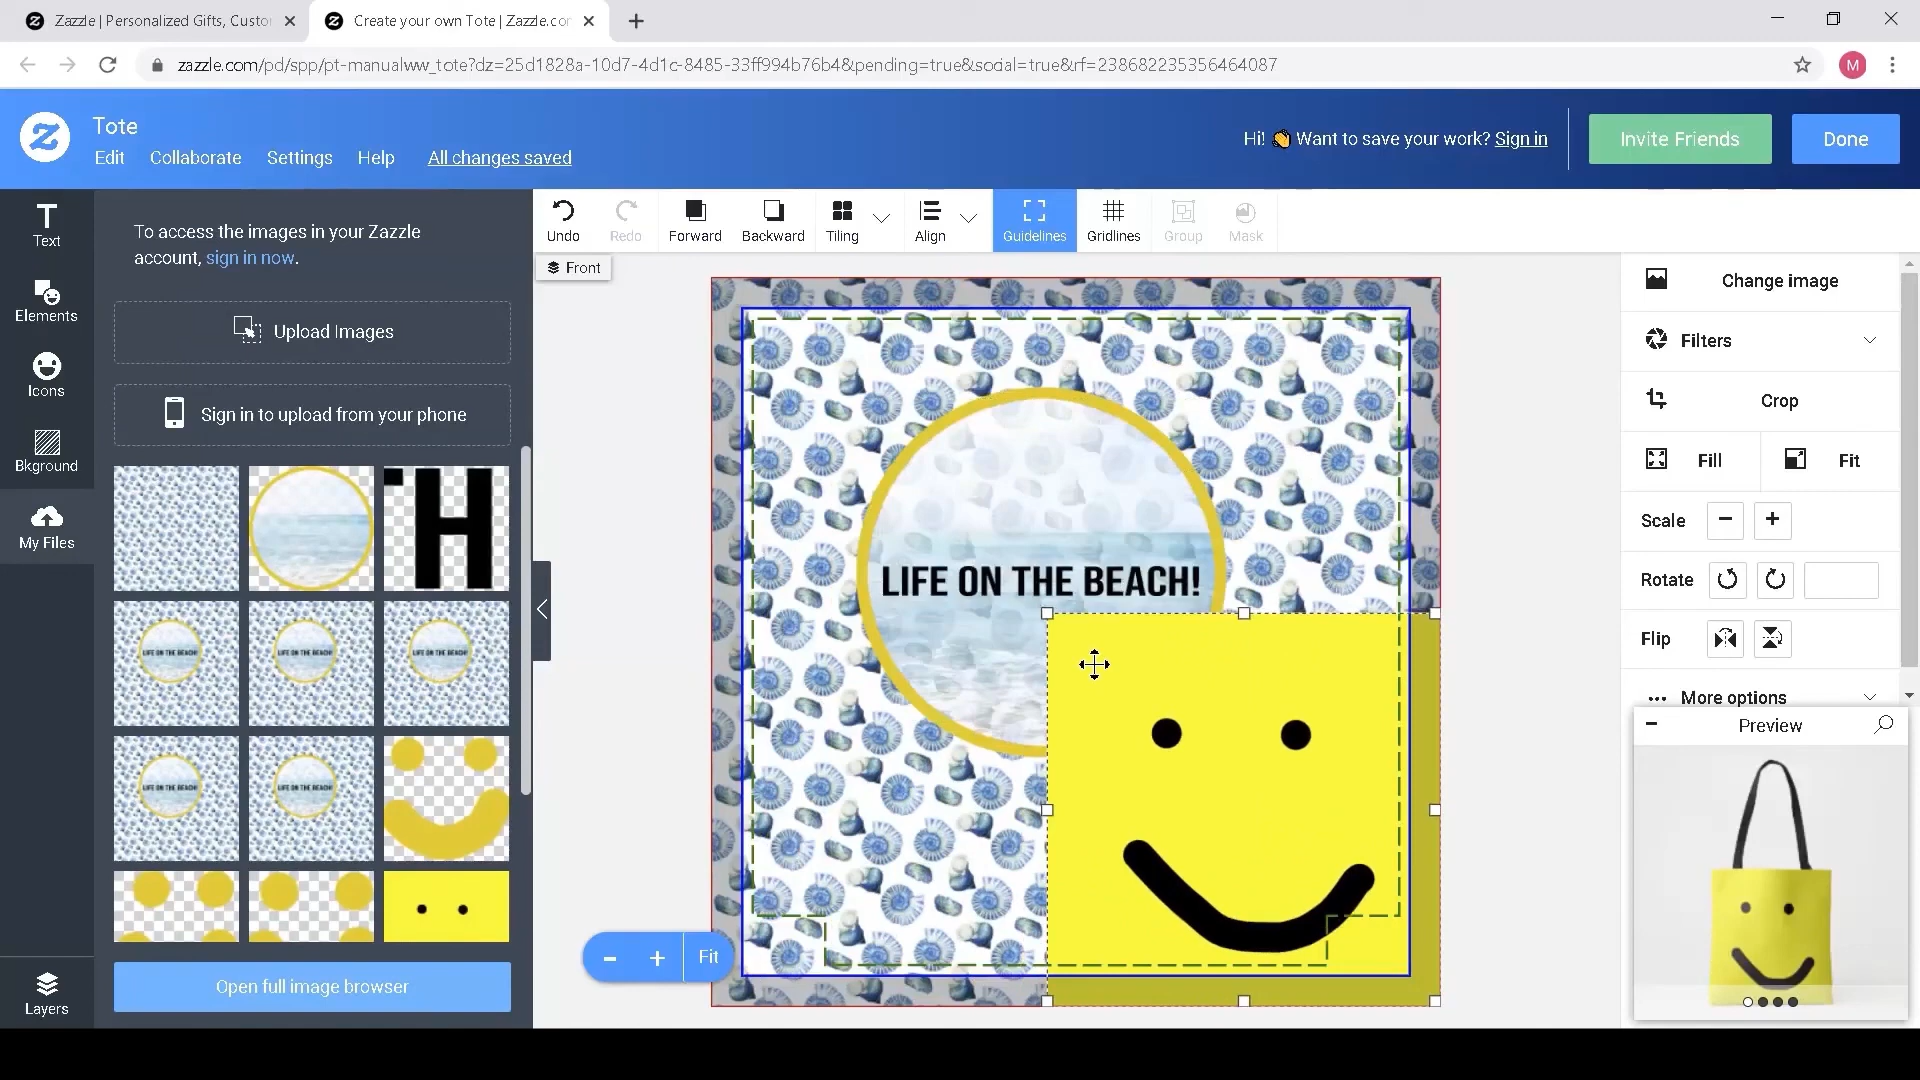 Zazzle | Personalized Gifts, Custo
Create your own Tote | Zazzle.com
zazzle.com/pd/spp/pt-manualww_tote?dz=25d1828a-10d7-4d1c-8485-33ff994b76b4&pending=true&social=true&rf=238682235356464087
M
Tote
Edit
Collaborate
Settings
Help
All changes saved
Hi! 👏 Want to save your work? Sign in
Invite Friends
Done
Text
Elements
Icons
Bkground
My Files
Layers
To access the images in your Zazzle
account, sign in now.
Upload Images
Sign in to upload from your phone
H
LIFE ON THE BEACH!
LIFE ON THE BEACH!
LIFE ON THE BEACH!
LIFE ON THE BEACH!
LIFE ON THE BEACH!
Open full image browser
Undo
Redo
Forward
Backward
Tiling
Align
Guidelines
Gridlines
Group
Mask
Front
LIFE ON THE BEACH!
Fit
Change image
Filters
Crop
Fill
Fit
Scale
Rotate
Flip
More options
Preview